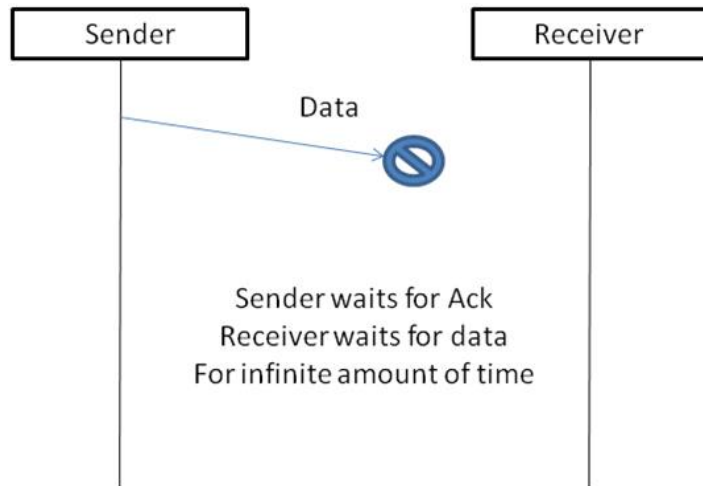 Sender
Receiver
Data
Sender waits for Ack
Receiver waits for data
For infinite amount of time